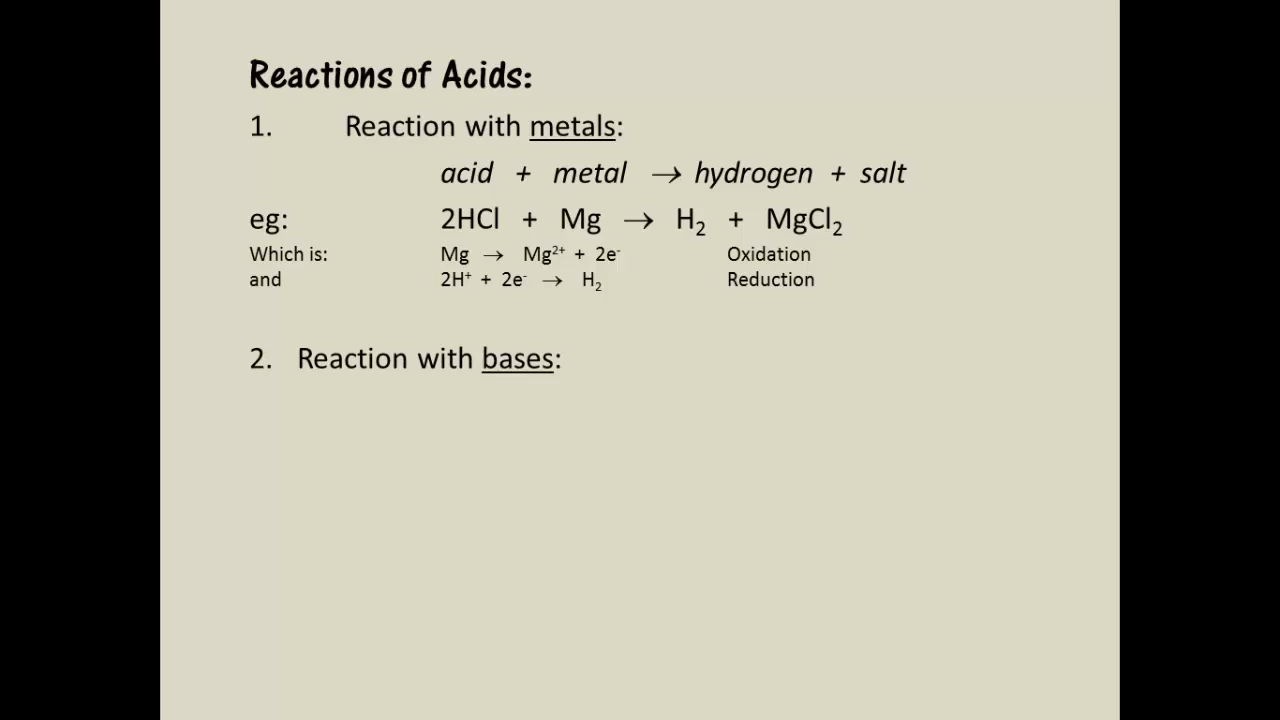 Reactions of Acids:
1. Reaction with metals:
acid + metal → hydrogen + salt
eg: 2HCl + Mg → H₂ + MgCl₂
Which is: Mg → Mg²⁺ + 2e⁻ Oxidation
and 2H⁺ + 2e⁻ → H₂ Reduction
2. Reaction with bases: